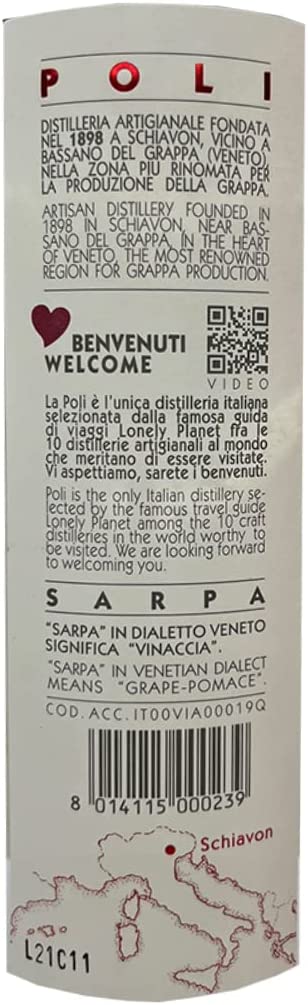 POLI
DISTILLERIA ARTIGIANALE FONDATA
NEL 1898 A SCHIAVON, VICINO A
BASSANO DEL GRAPPA (VENETO),
NELLA ZONA PIÙ RINOMATA PER
LA PRODUZIONE DELLA GRAPPA.
ARTISAN DISTILLERY FOUNDED IN
1898 IN SCHIAVON, NEAR BAS-
SANO DEL GRAPPA, IN THE HEART
OF VENETO, THE MOST RENOWNED
REGION FOR GRAPPA PRODUCTION.
BENVENUTI
WELCOME
VIDEO
La Poli è l'unica distilleria italiana
selezionata dalla famosa guida
di viaggi Lonely Planet fra le
10 distillerie artigianali al mondo
che meritano di essere visitate.
Vi aspettiamo, sarete i benvenuti.
Poli is the only Italian distillery se-
lected by the famous travel guide
Lonely Planet among the 10 craft
distilleries in the world worthy to
be visited. We are looking forward
to welcoming you.
SARPA
"SARPA" IN DIALETTO VENETO
SIGNIFICA "VINACCIA".
"SARPA" IN VENETIAN DIALECT
MEANS "GRAPE-POMACE".
COD. ACC. IT00VIA00019Q
8 014115 000239
Schiavon
L21C11